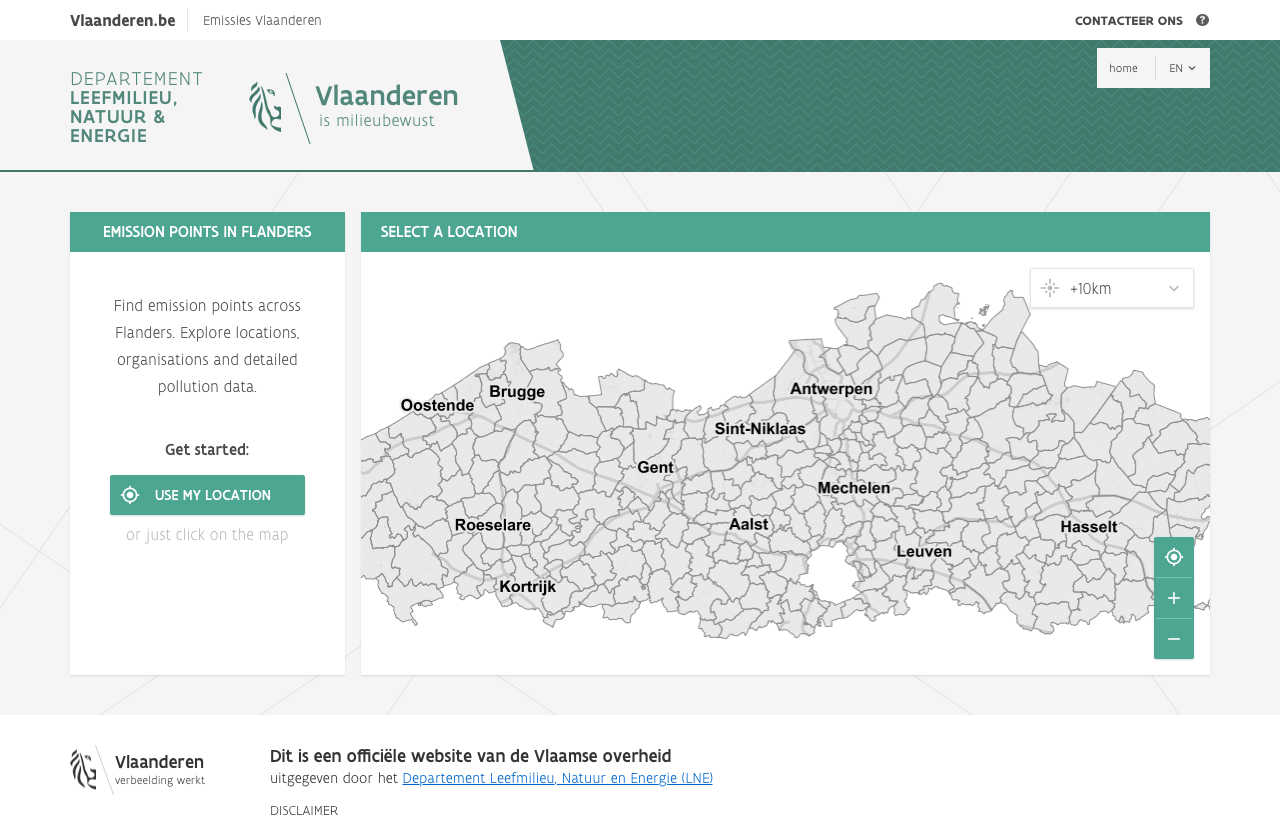 Vlaanderen.be
Emissies Vlaanderen
CONTACTEER ONS
?
DEPARTEMENT
LEEFMILIEU,
NATUUR &
ENERGIE
Vlaanderen
is milieubewust
home
EN
EMISSION POINTS IN FLANDERS
Find emission points across
Flanders. Explore locations,
organisations and detailed
pollution data.
Get started:
USE MY LOCATION
or just click on the map
SELECT A LOCATION
+10km
Antwerpen
Brugge
Oostende
Sint-Niklaas
Gent
Mechelen
Roeselare
Aalst
Hasselt
Leuven
Kortrijk
+
−
Vlaanderen
verbeelding werkt
Dit is een officiële website van de Vlaamse overheid
uitgegeven door het Departement Leefmilieu, Natuur en Energie (LNE)
DISCLAIMER